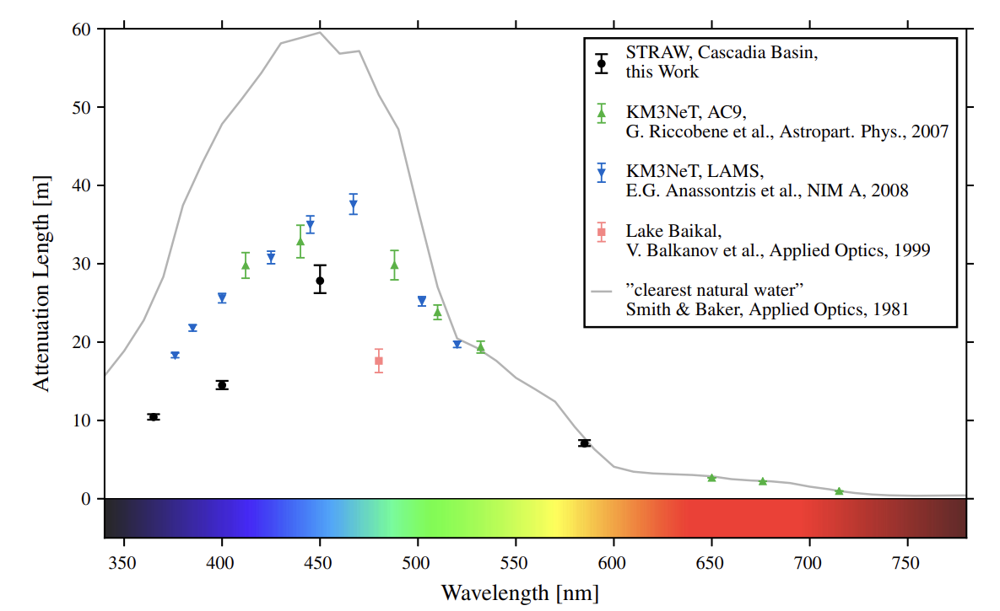 60
50
40
30
20
10
0
Attenuation Length [m]
STRAW, Cascadia Basin,
this Work
KM3NeT, AC9,
G. Riccobene et al., Astropart. Phys., 2007
KM3NeT, LAMS,
E.G. Anassontzis et al., NIM A, 2008
Lake Baikal,
V. Balkanov et al., Applied Optics, 1999
”clearest natural water”
Smith & Baker, Applied Optics, 1981
350 400 450 500 550 600 650 700 750
Wavelength [nm]